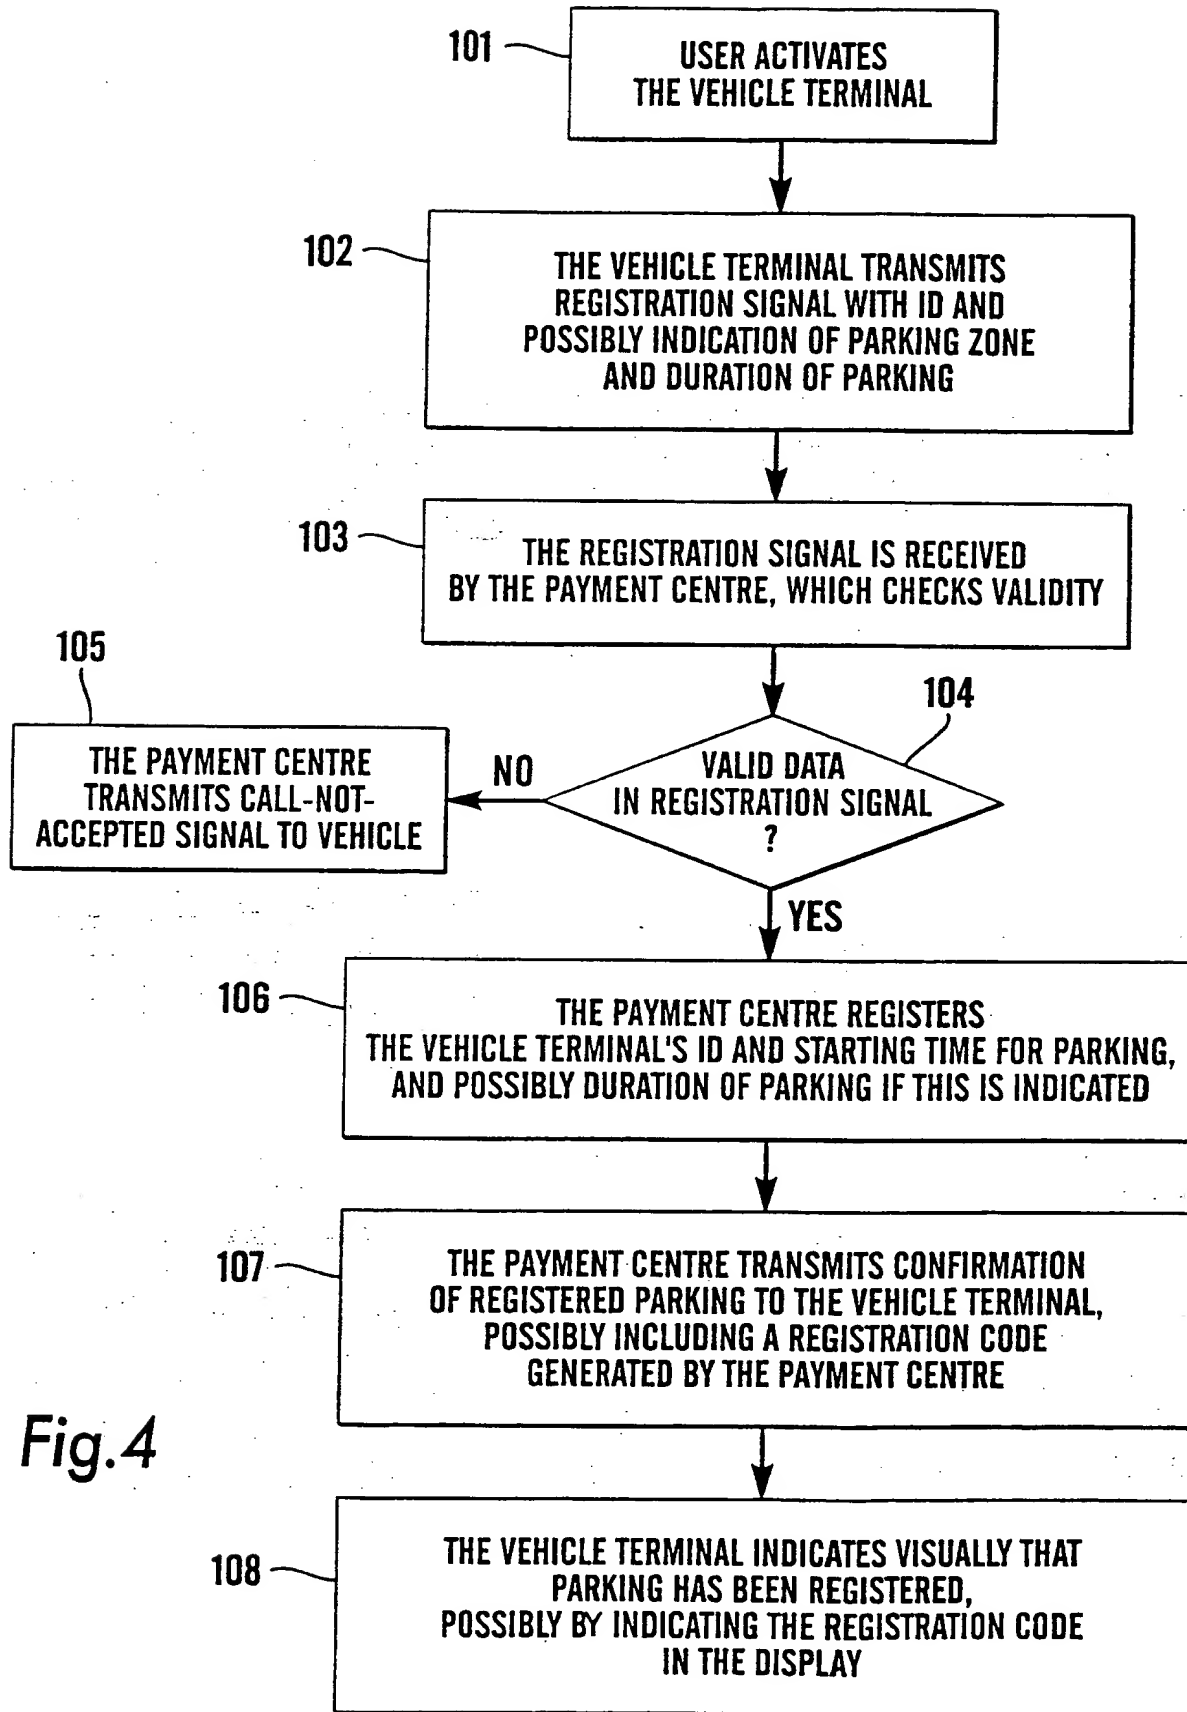 101
USER ACTIVATES
THE VEHICLE TERMINAL
102
THE VEHICLE TERMINAL TRANSMITS
REGISTRATION SIGNAL WITH ID AND
POSSIBLY INDICATION OF PARKING ZONE
AND DURATION OF PARKING
103
THE REGISTRATION SIGNAL IS RECEIVED
BY THE PAYMENT CENTRE, WHICH CHECKS VALIDITY
104
VALID DATA
IN REGISTRATION SIGNAL
?
NO
105
THE PAYMENT CENTRE
TRANSMITS CALL-NOT-
ACCEPTED SIGNAL TO VEHICLE
YES
106
THE PAYMENT CENTRE REGISTERS
THE VEHICLE TERMINAL'S ID AND STARTING TIME FOR PARKING,
AND POSSIBLY DURATION OF PARKING IF THIS IS INDICATED
107
THE PAYMENT CENTRE TRANSMITS CONFIRMATION
OF REGISTERED PARKING TO THE VEHICLE TERMINAL,
POSSIBLY INCLUDING A REGISTRATION CODE
GENERATED BY THE PAYMENT CENTRE
108
THE VEHICLE TERMINAL INDICATES VISUALLY THAT
PARKING HAS BEEN REGISTERED,
POSSIBLY BY INDICATING THE REGISTRATION CODE
IN THE DISPLAY
Fig.4